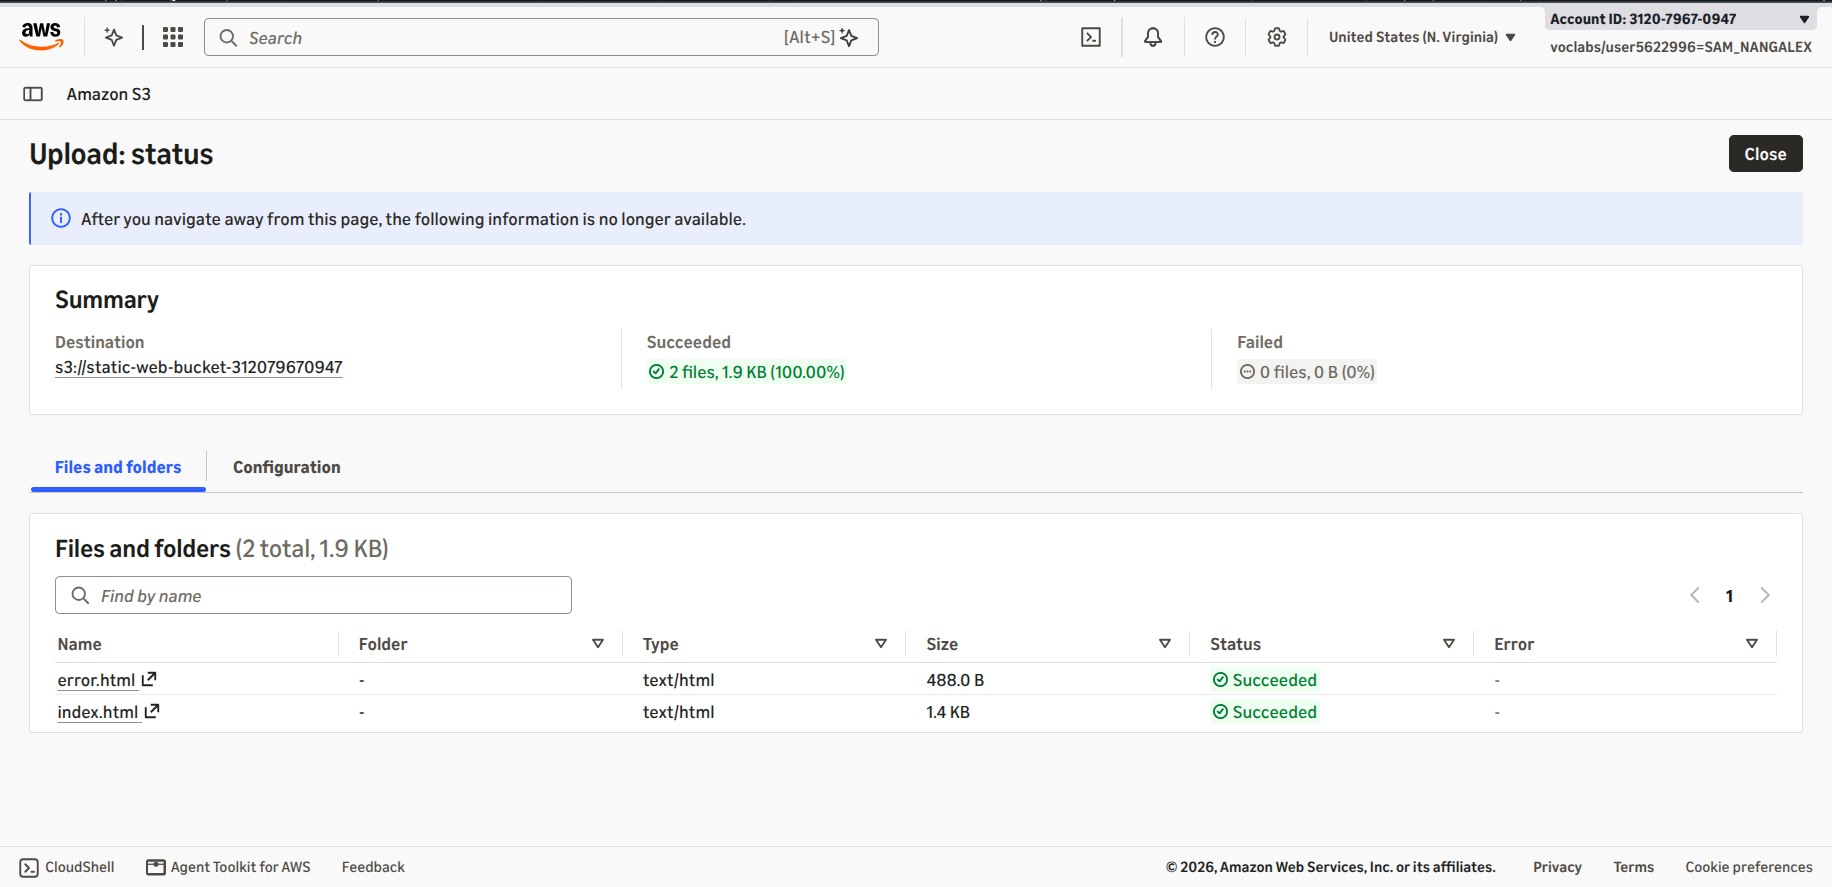 aws
Search
[Alt+S]
United States (N. Virginia)
Account ID: 3120-7967-0947
voclabs/user5622996=SAM_NANGALEX
Amazon S3
Upload: status
Close
After you navigate away from this page, the following information is no longer available.
Summary
Destination
s3://static-web-bucket-312079670947
Succeeded
2 files, 1.9 KB (100.00%)
Failed
0 files, 0 B (0%)
Files and folders
Configuration
Files and folders (2 total, 1.9 KB)
Find by name
1
Name Folder Type Size Status Error
error.html - text/html 488.0 B Succeeded -
index.html - text/html 1.4 KB Succeeded -
CloudShell Agent Toolkit for AWS Feedback © 2026, Amazon Web Services, Inc. or its affiliates. Privacy Terms Cookie preferences